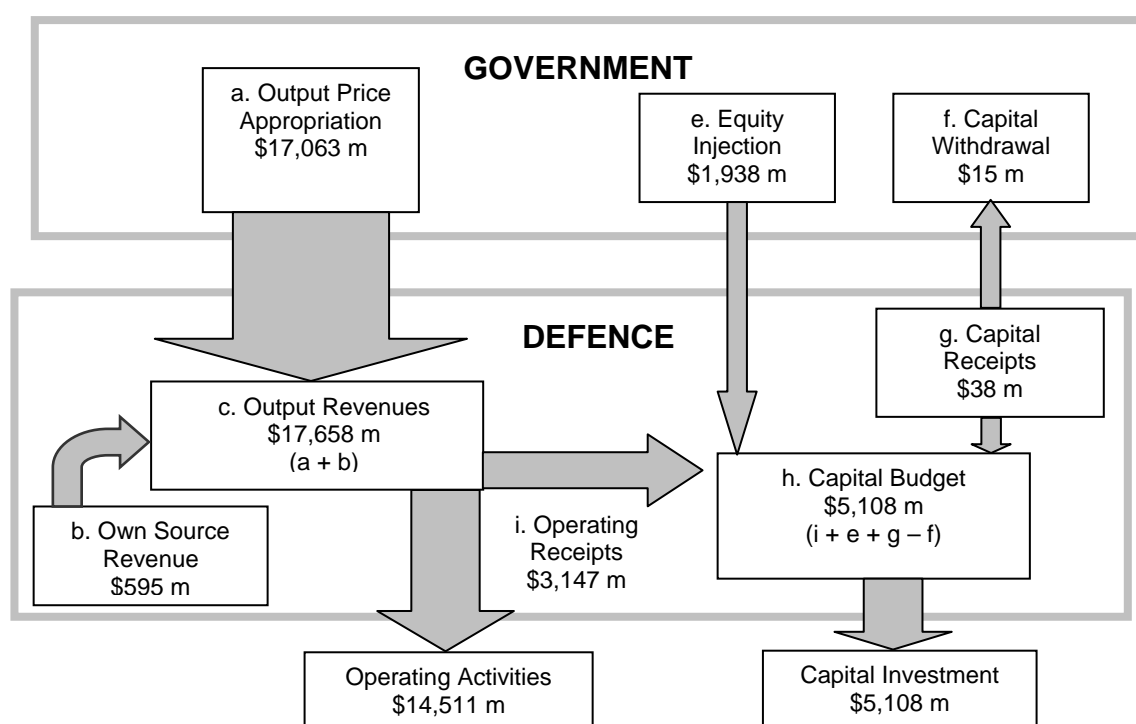 GOVERNMENT
a. Output Price
Appropriation
$17,063 m
e. Equity
Injection
$1,938 m
f. Capital
Withdrawal
$15 m
DEFENCE
g. Capital
Receipts
$38 m
c. Output Revenues
$17,658 m
(a + b)
b. Own Source
Revenue
$595 m
i. Operating
Receipts
$3,147 m
h. Capital Budget
$5,108 m
(i + e + g – f)
Operating Activities
$14,511 m
Capital Investment
$5,108 m